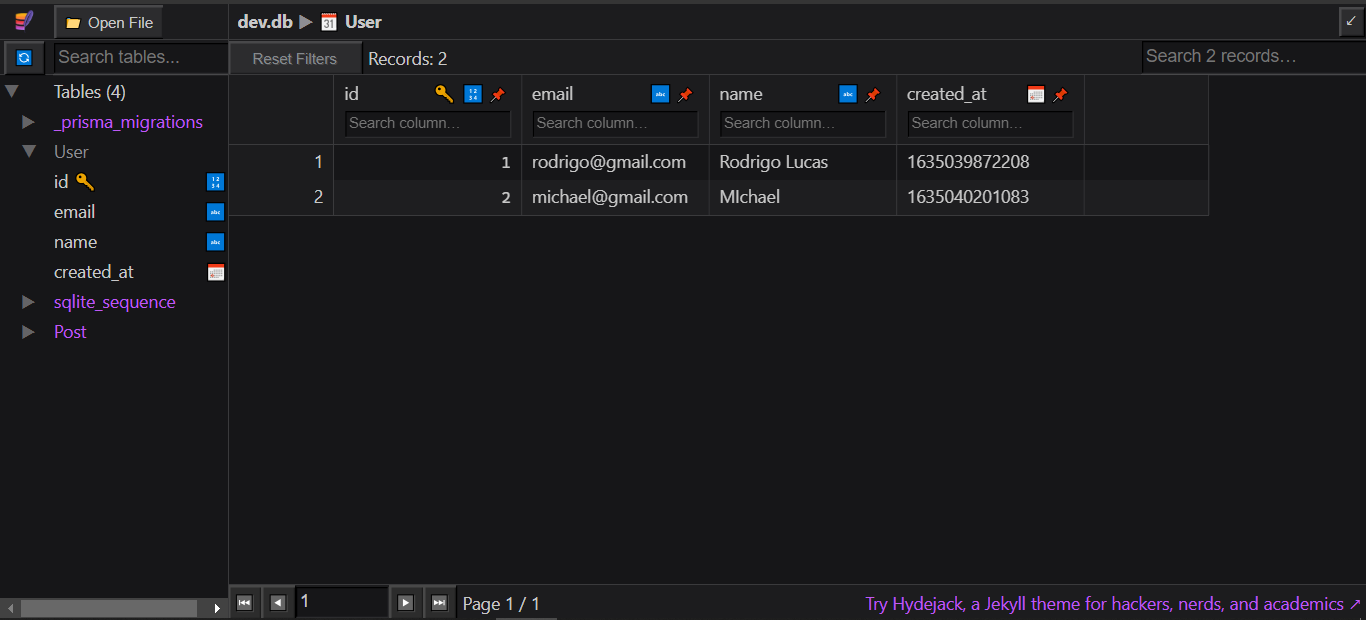 Open File
dev.db ▶ User
Search tables...
Reset Filters Records: 2
Search 2 records...
Tables (4)
_prisma_migrations
User
id
email
name
created_at
sqlite_sequence
Post
id email name created_at
Search column... Search column... Search column... Search column...
1 1 rodrigo@gmail.com Rodrigo Lucas 1635039872208
2 2 michael@gmail.com MIchael 1635040201083
1 Page 1 / 1
Try Hydejack, a Jekyll theme for hackers, nerds, and academics ↗